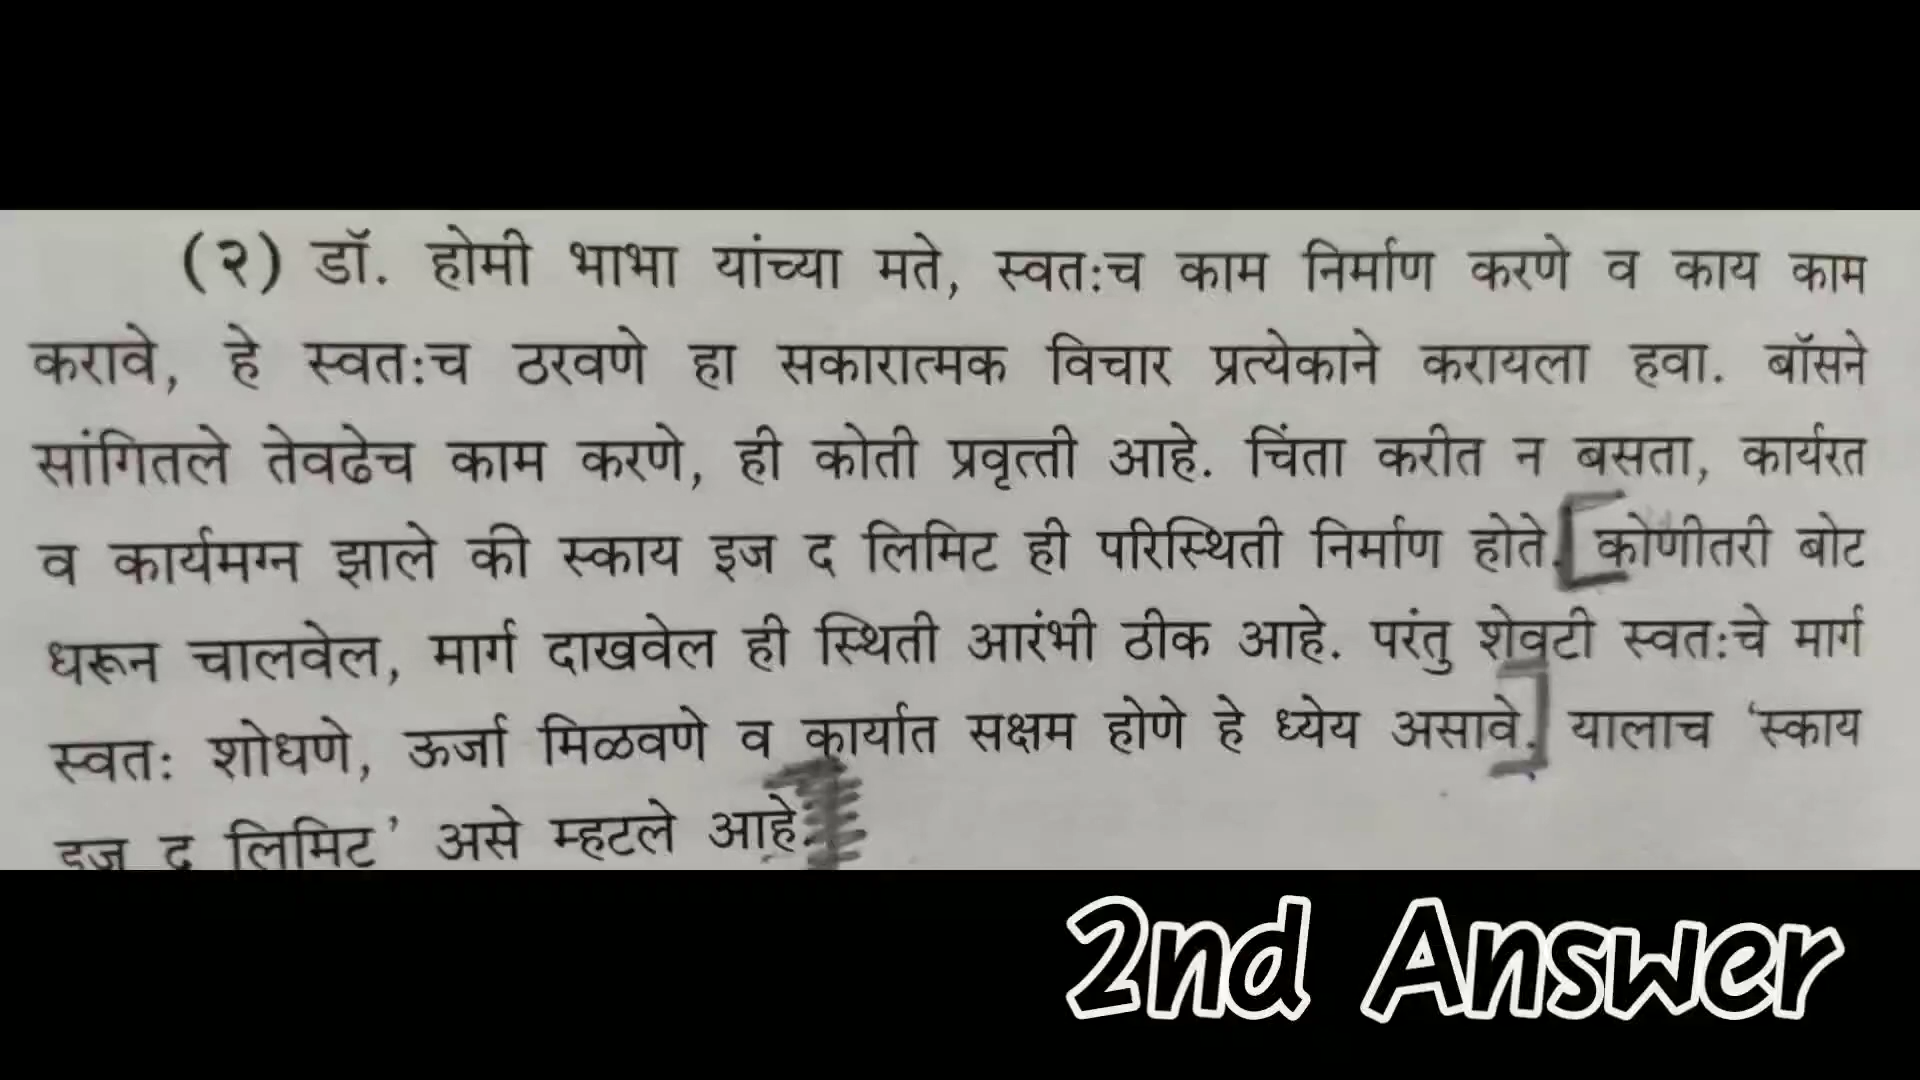 (२) डॉ. होमी भाभा यांच्या मते, स्वत:च काम निर्माण करणे व काय काम
करावे, हे स्वत:च ठरवणे हा सकारात्मक विचार प्रत्येकाने करायला हवा. बॉसने
सांगितले तेवढेच काम करणे, ही कोती प्रवृत्ती आहे. चिंता करीत न बसता, कार्यरत
व कार्यमग्न झाले की स्काय इज द लिमिट ही परिस्थिती निर्माण होते. [कोणीतरी बोट
धरून चालवेल, मार्ग दाखवेल ही स्थिती आरंभी ठीक आहे. परंतु शेवटी स्वत:चे मार्ग
स्वत: शोधणे, ऊर्जा मिळवणे व कार्यात सक्षम होणे हे ध्येय असावे.] यालाच ‘स्काय
इज द लिमिट’ असे म्हटले आहे.
2nd Answer